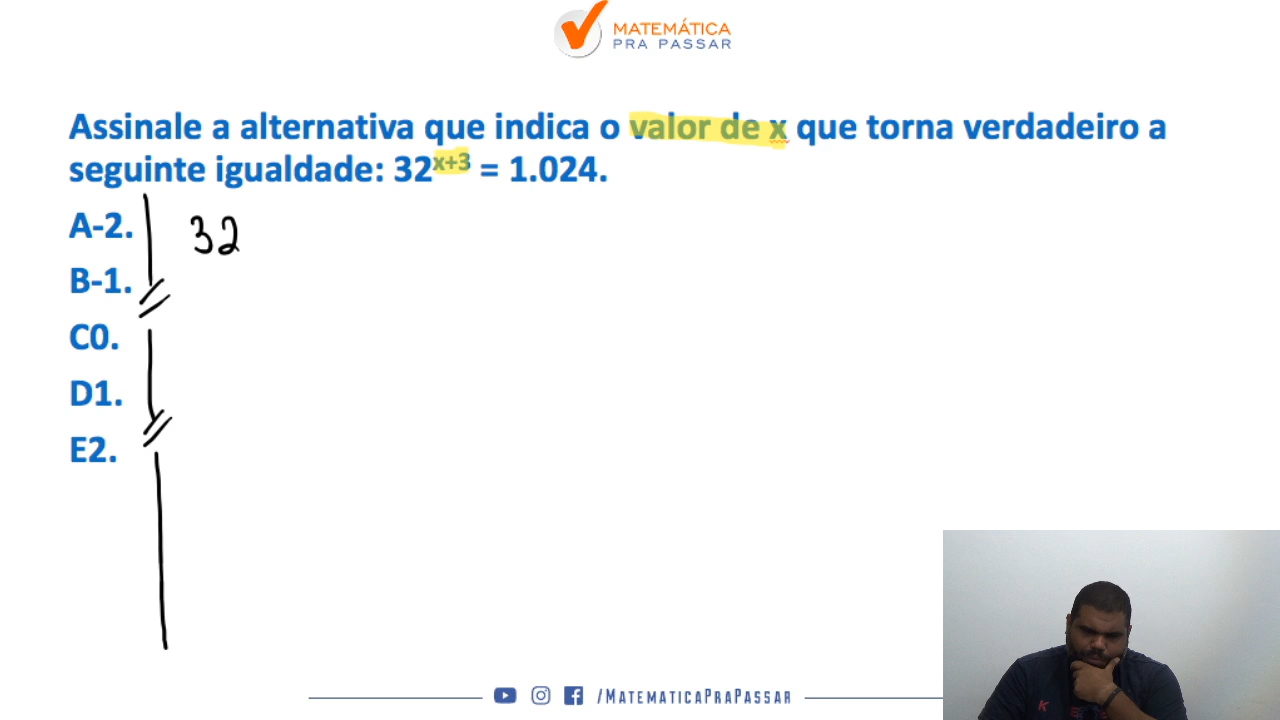 MATEMÁTICA
PRA PASSAR
Assinale a alternativa que indica o valor de x que torna verdadeiro a
seguinte igualdade: 32^x+3 = 1.024.
A-2.
32
B-1.
C0.
D1.
E2.
/MATEMATICAPRAPASSAR